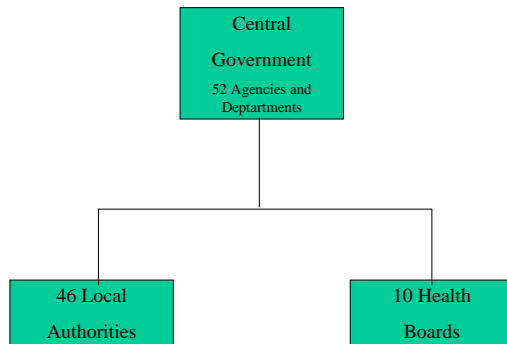 Central
Government
52 Agencies and
Deptartments
46 Local
Authorities
10 Health
Boards